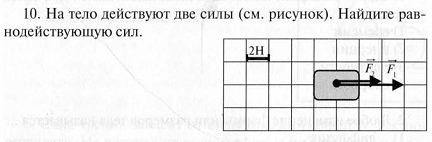 10. На тело действуют две силы (см. рисунок). Найдите рав-
нодействующую сил.
2Н
F₂ F₁